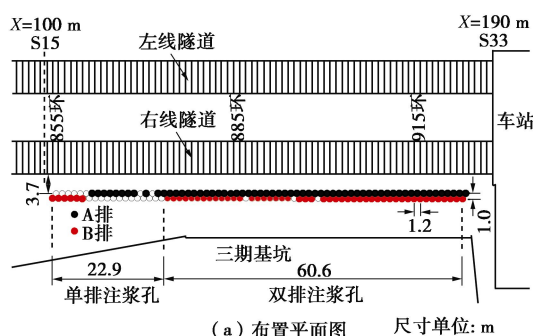 X=100 m
X=190 m
S15
S33
左线隧道
855环
885环
915环
右线隧道
车站
3.7
A排
B排
1.2
1.0
三期基坑
22.9
60.6
单排注浆孔
双排注浆孔
(a) 布置平面图
尺寸单位: m